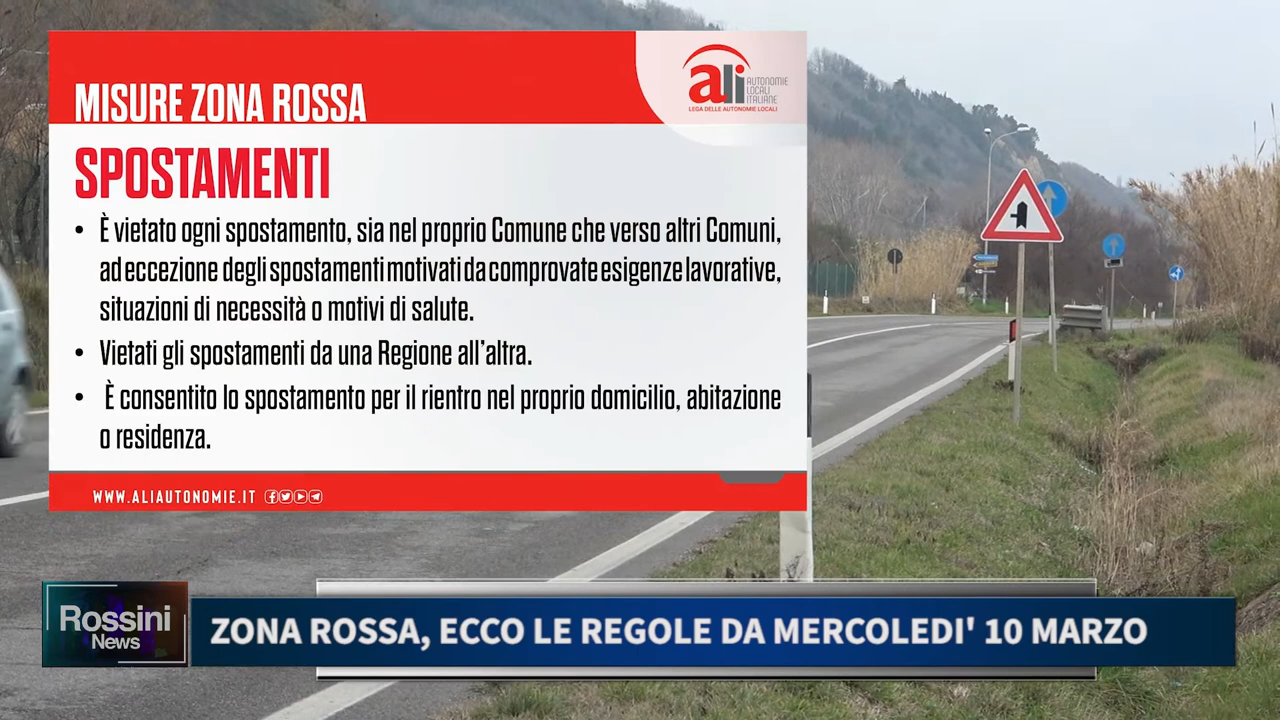 MISURE ZONA ROSSA
ali AUTONOMIE
LOCALI
ITALIANE
LEGA DELLE AUTONOMIE LOCALI
SPOSTAMENTI
• È vietato ogni spostamento, sia nel proprio Comune che verso altri Comuni,
ad eccezione degli spostamenti motivati da comprovate esigenze lavorative,
situazioni di necessità o motivi di salute.
• Vietati gli spostamenti da una Regione all’altra.
• È consentito lo spostamento per il rientro nel proprio domicilio, abitazione
o residenza.
WWW.ALIAUTONOMIE.IT
Rossini
News
ZONA ROSSA, ECCO LE REGOLE DA MERCOLEDI' 10 MARZO